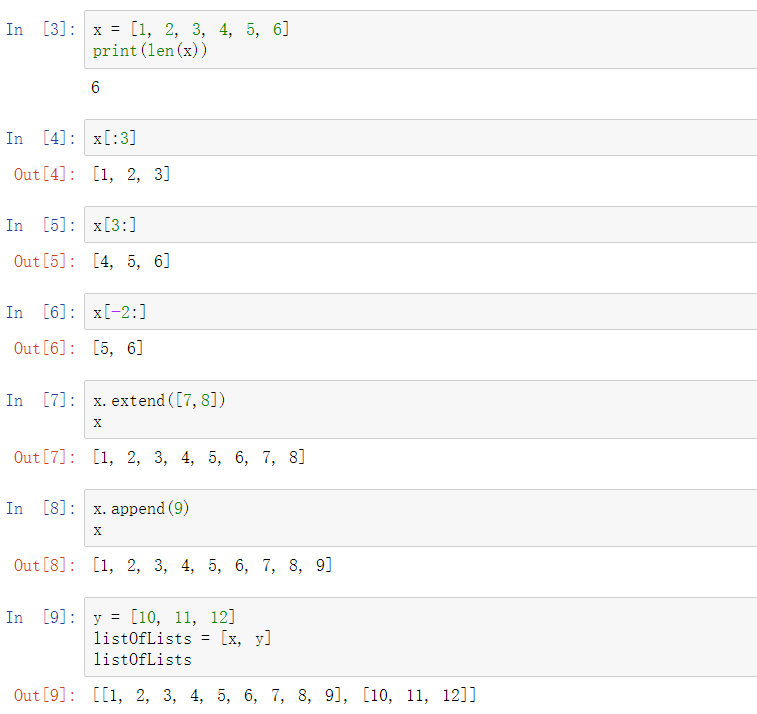 In [3]: x = [1, 2, 3, 4, 5, 6]
print(len(x))
6
In [4]: x[:3]
Out[4]: [1, 2, 3]
In [5]: x[3:]
Out[5]: [4, 5, 6]
In [6]: x[-2:]
Out[6]: [5, 6]
In [7]: x.extend([7,8])
x
Out[7]: [1, 2, 3, 4, 5, 6, 7, 8]
In [8]: x.append(9)
x
Out[8]: [1, 2, 3, 4, 5, 6, 7, 8, 9]
In [9]: y = [10, 11, 12]
listOfLists = [x, y]
listOfLists
Out[9]: [[1, 2, 3, 4, 5, 6, 7, 8, 9], [10, 11, 12]]